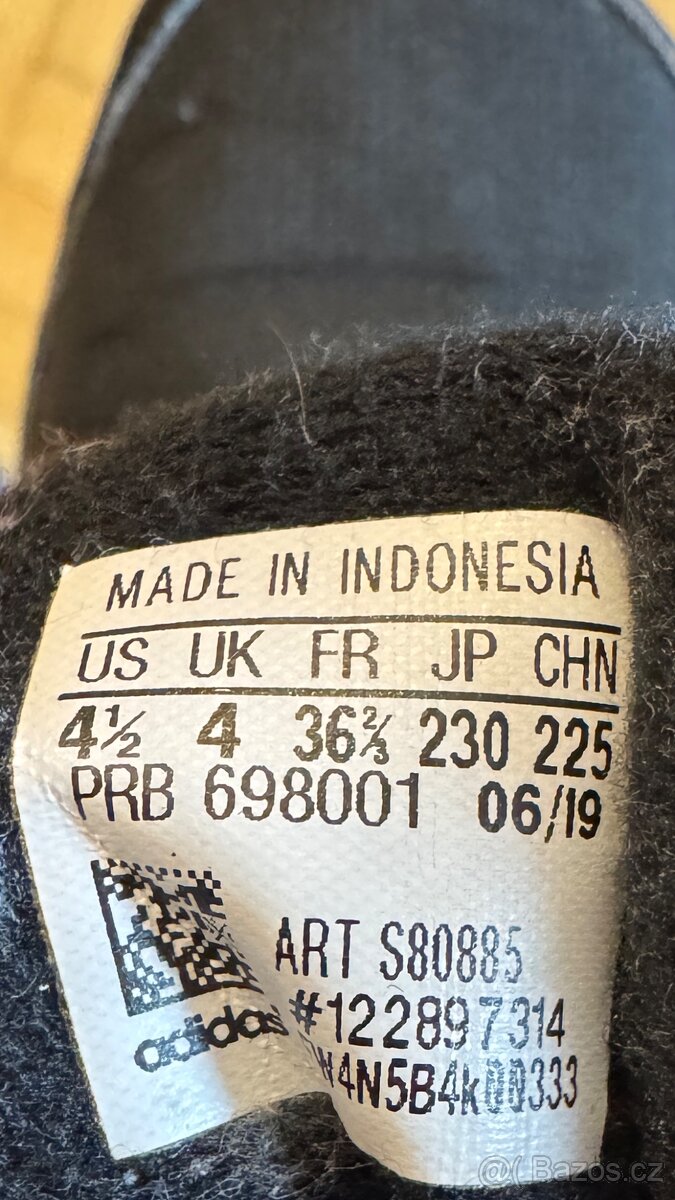 MADE IN INDONESIA
US UK FR JP CHN
4½ 4 36⅔ 230 225
PRB 698001 06/19
ART S80885
#122897314
adidas
@( Bazos.cz